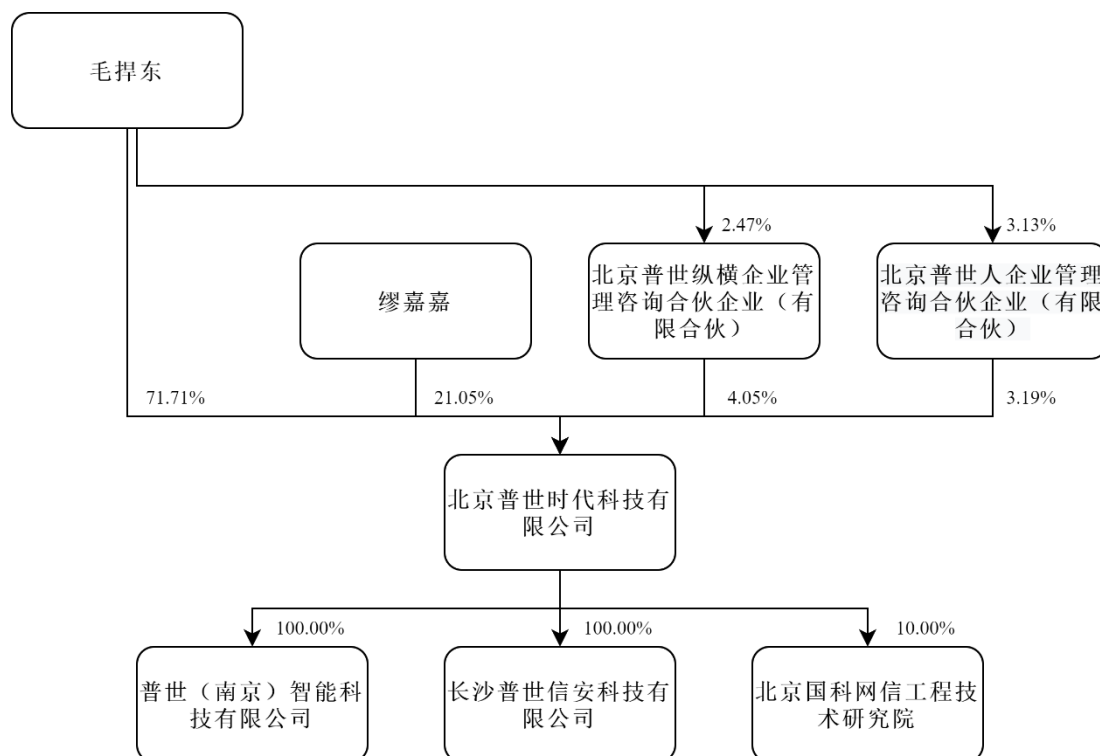 毛捍东
2.47%
3.13%
缪嘉嘉
北京普世纵横企业管
理咨询合伙企业（有
限合伙）
北京普世人企业管理
咨询合伙企业（有限
合伙）
71.71%
21.05%
4.05%
3.19%
北京普世时代科技有
限公司
100.00%
100.00%
10.00%
普世（南京）智能科
技有限公司
长沙普世信安科技有
限公司
北京国科网信工程技
术研究院